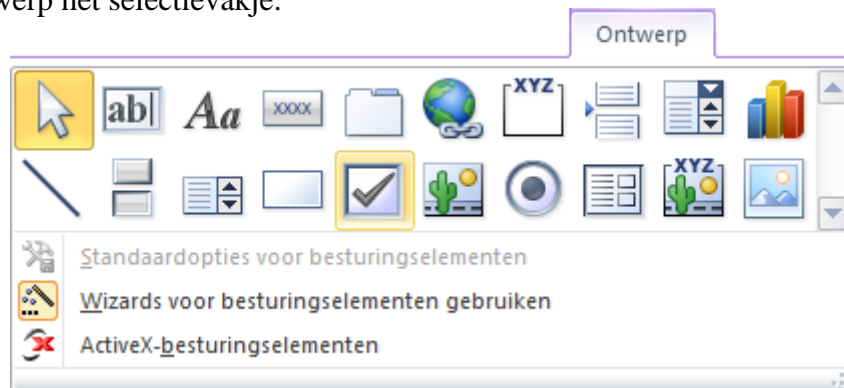 werp het selectievakje.
Ontwerp
ab
Aa
XXXX
XYZ
XYZ
Standaardopties voor besturingselementen
Wizards voor besturingselementen gebruiken
ActiveX-besturingselementen